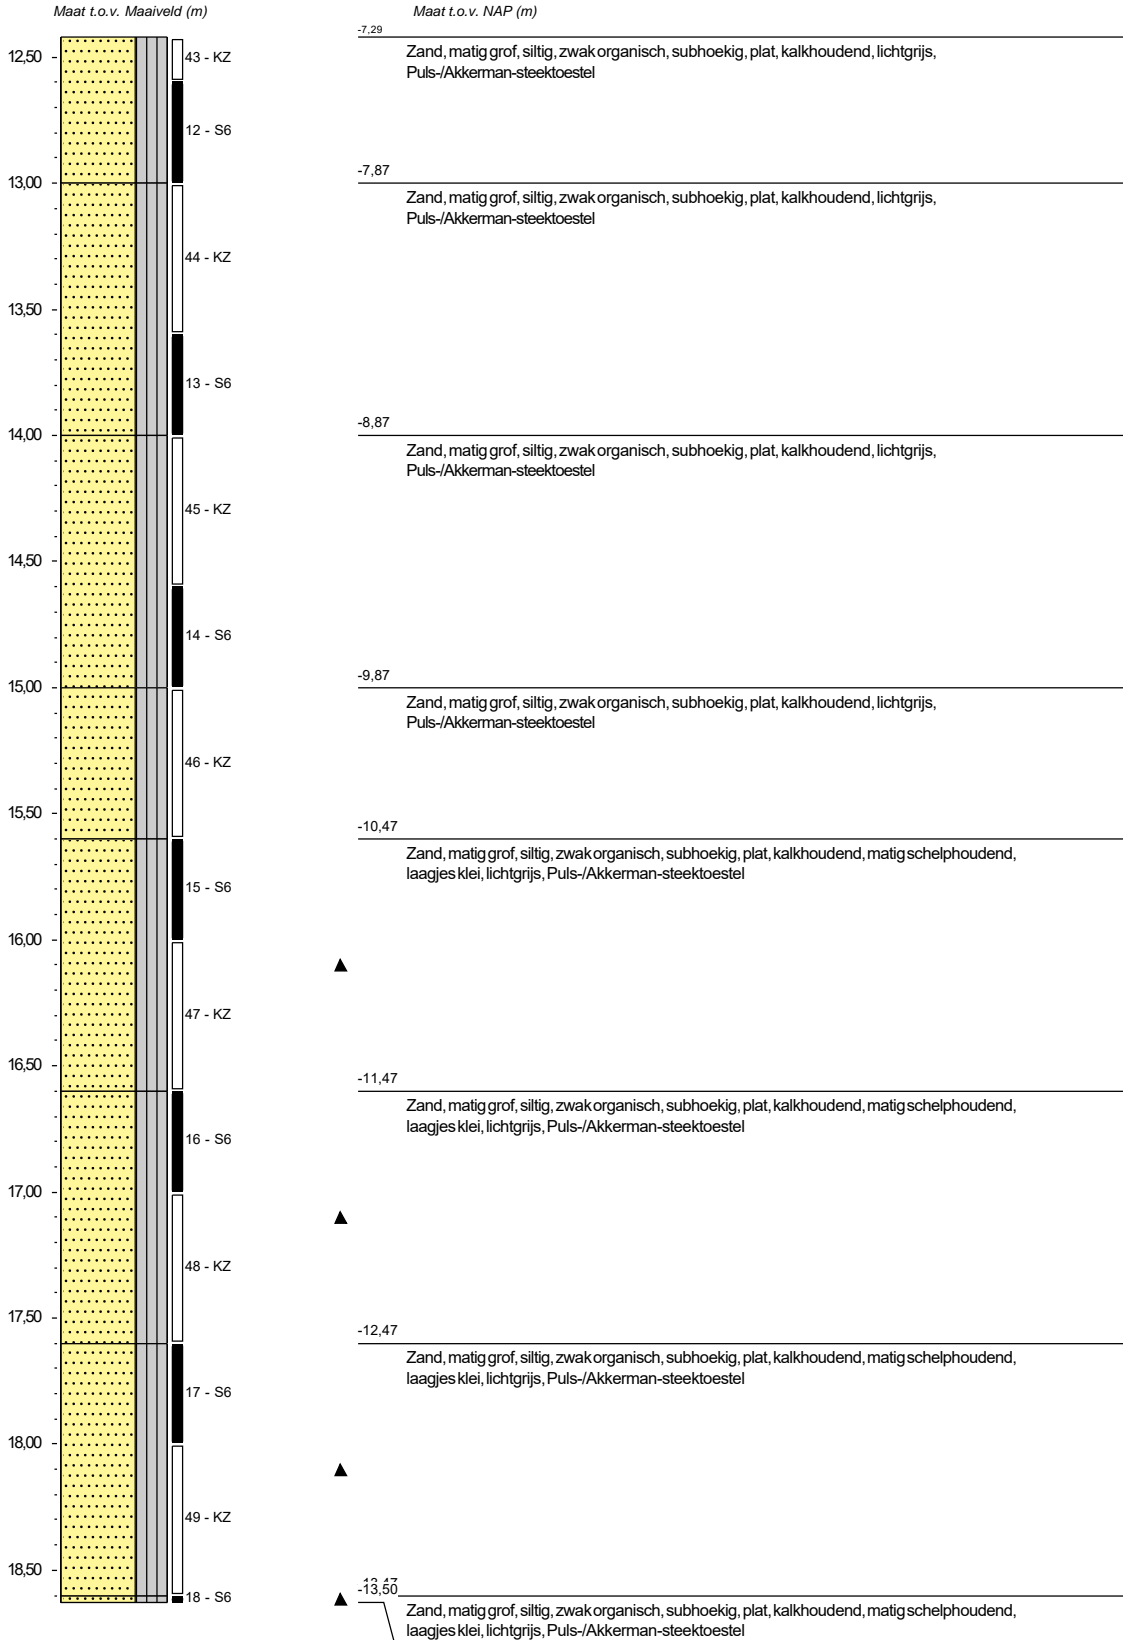 Maat t.o.v. Maaiveld (m)
Maat t.o.v. NAP (m)
-7,29
12,50
43 - KZ
Zand, matig grof, siltig, zwak organisch, subhoekig, plat, kalkhoudend, lichtgrijs,
Puls-/Akkerman-steektoestel
12 - S6
-7,87
13,00
Zand, matig grof, siltig, zwak organisch, subhoekig, plat, kalkhoudend, lichtgrijs,
Puls-/Akkerman-steektoestel
44 - KZ
13,50
13 - S6
-8,87
14,00
Zand, matig grof, siltig, zwak organisch, subhoekig, plat, kalkhoudend, lichtgrijs,
Puls-/Akkerman-steektoestel
45 - KZ
14,50
14 - S6
-9,87
15,00
Zand, matig grof, siltig, zwak organisch, subhoekig, plat, kalkhoudend, lichtgrijs,
Puls-/Akkerman-steektoestel
46 - KZ
15,50
-10,47
Zand, matig grof, siltig, zwak organisch, subhoekig, plat, kalkhoudend, matig schelphoudend,
laagjes klei, lichtgrijs, Puls-/Akkerman-steektoestel
15 - S6
16,00
47 - KZ
16,50
-11,47
Zand, matig grof, siltig, zwak organisch, subhoekig, plat, kalkhoudend, matig schelphoudend,
laagjes klei, lichtgrijs, Puls-/Akkerman-steektoestel
16 - S6
17,00
48 - KZ
17,50
-12,47
Zand, matig grof, siltig, zwak organisch, subhoekig, plat, kalkhoudend, matig schelphoudend,
laagjes klei, lichtgrijs, Puls-/Akkerman-steektoestel
17 - S6
18,00
49 - KZ
18,50
-13,47
-13,50
18 - S6
Zand, matig grof, siltig, zwak organisch, subhoekig, plat, kalkhoudend, matig schelphoudend,
laagjes klei, lichtgrijs, Puls-/Akkerman-steektoestel